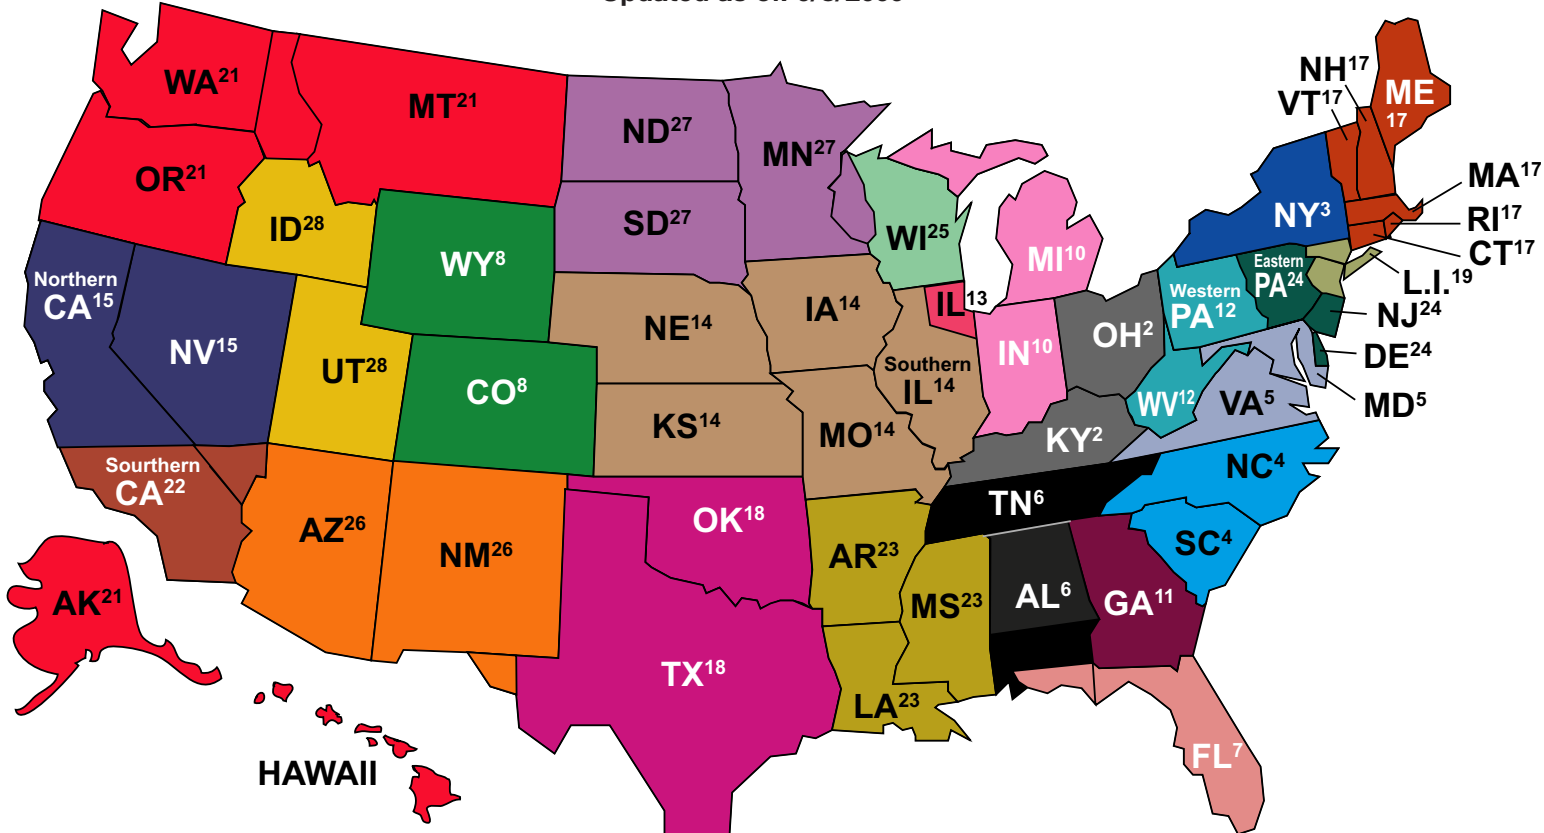 WA21
MT21
OR21
ID28
WY8
ND27
SD27
MN27
WI25
MI10
NH17
VT17
ME
17
MA17
RI17
CT17
L.I.19
NY3
Eastern
PA24
Western
PA12
NJ24
DE24
MD5
Northern
CA15
NV15
UT28
CO8
NE14
IA14
IL13
Southern
IL14
IN10
OH2
WV12
VA5
KS14
MO14
KY2
NC4
Sourthern
CA22
AZ26
NM26
OK18
TN6
AR23
SC4
AK21
MS23
AL6
GA11
TX18
LA23
FL7
HAWAII